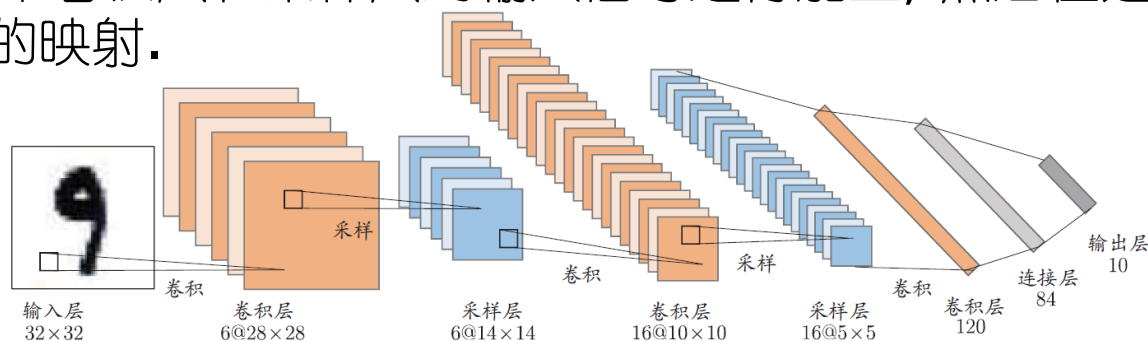 的映射.
采样
卷积
卷积
采样
卷积
输入层
32×32
卷积层
6@28×28
采样层
6@14×14
卷积层
16@10×10
采样层
16@5×5
卷积层
120
连接层
84
输出层
10